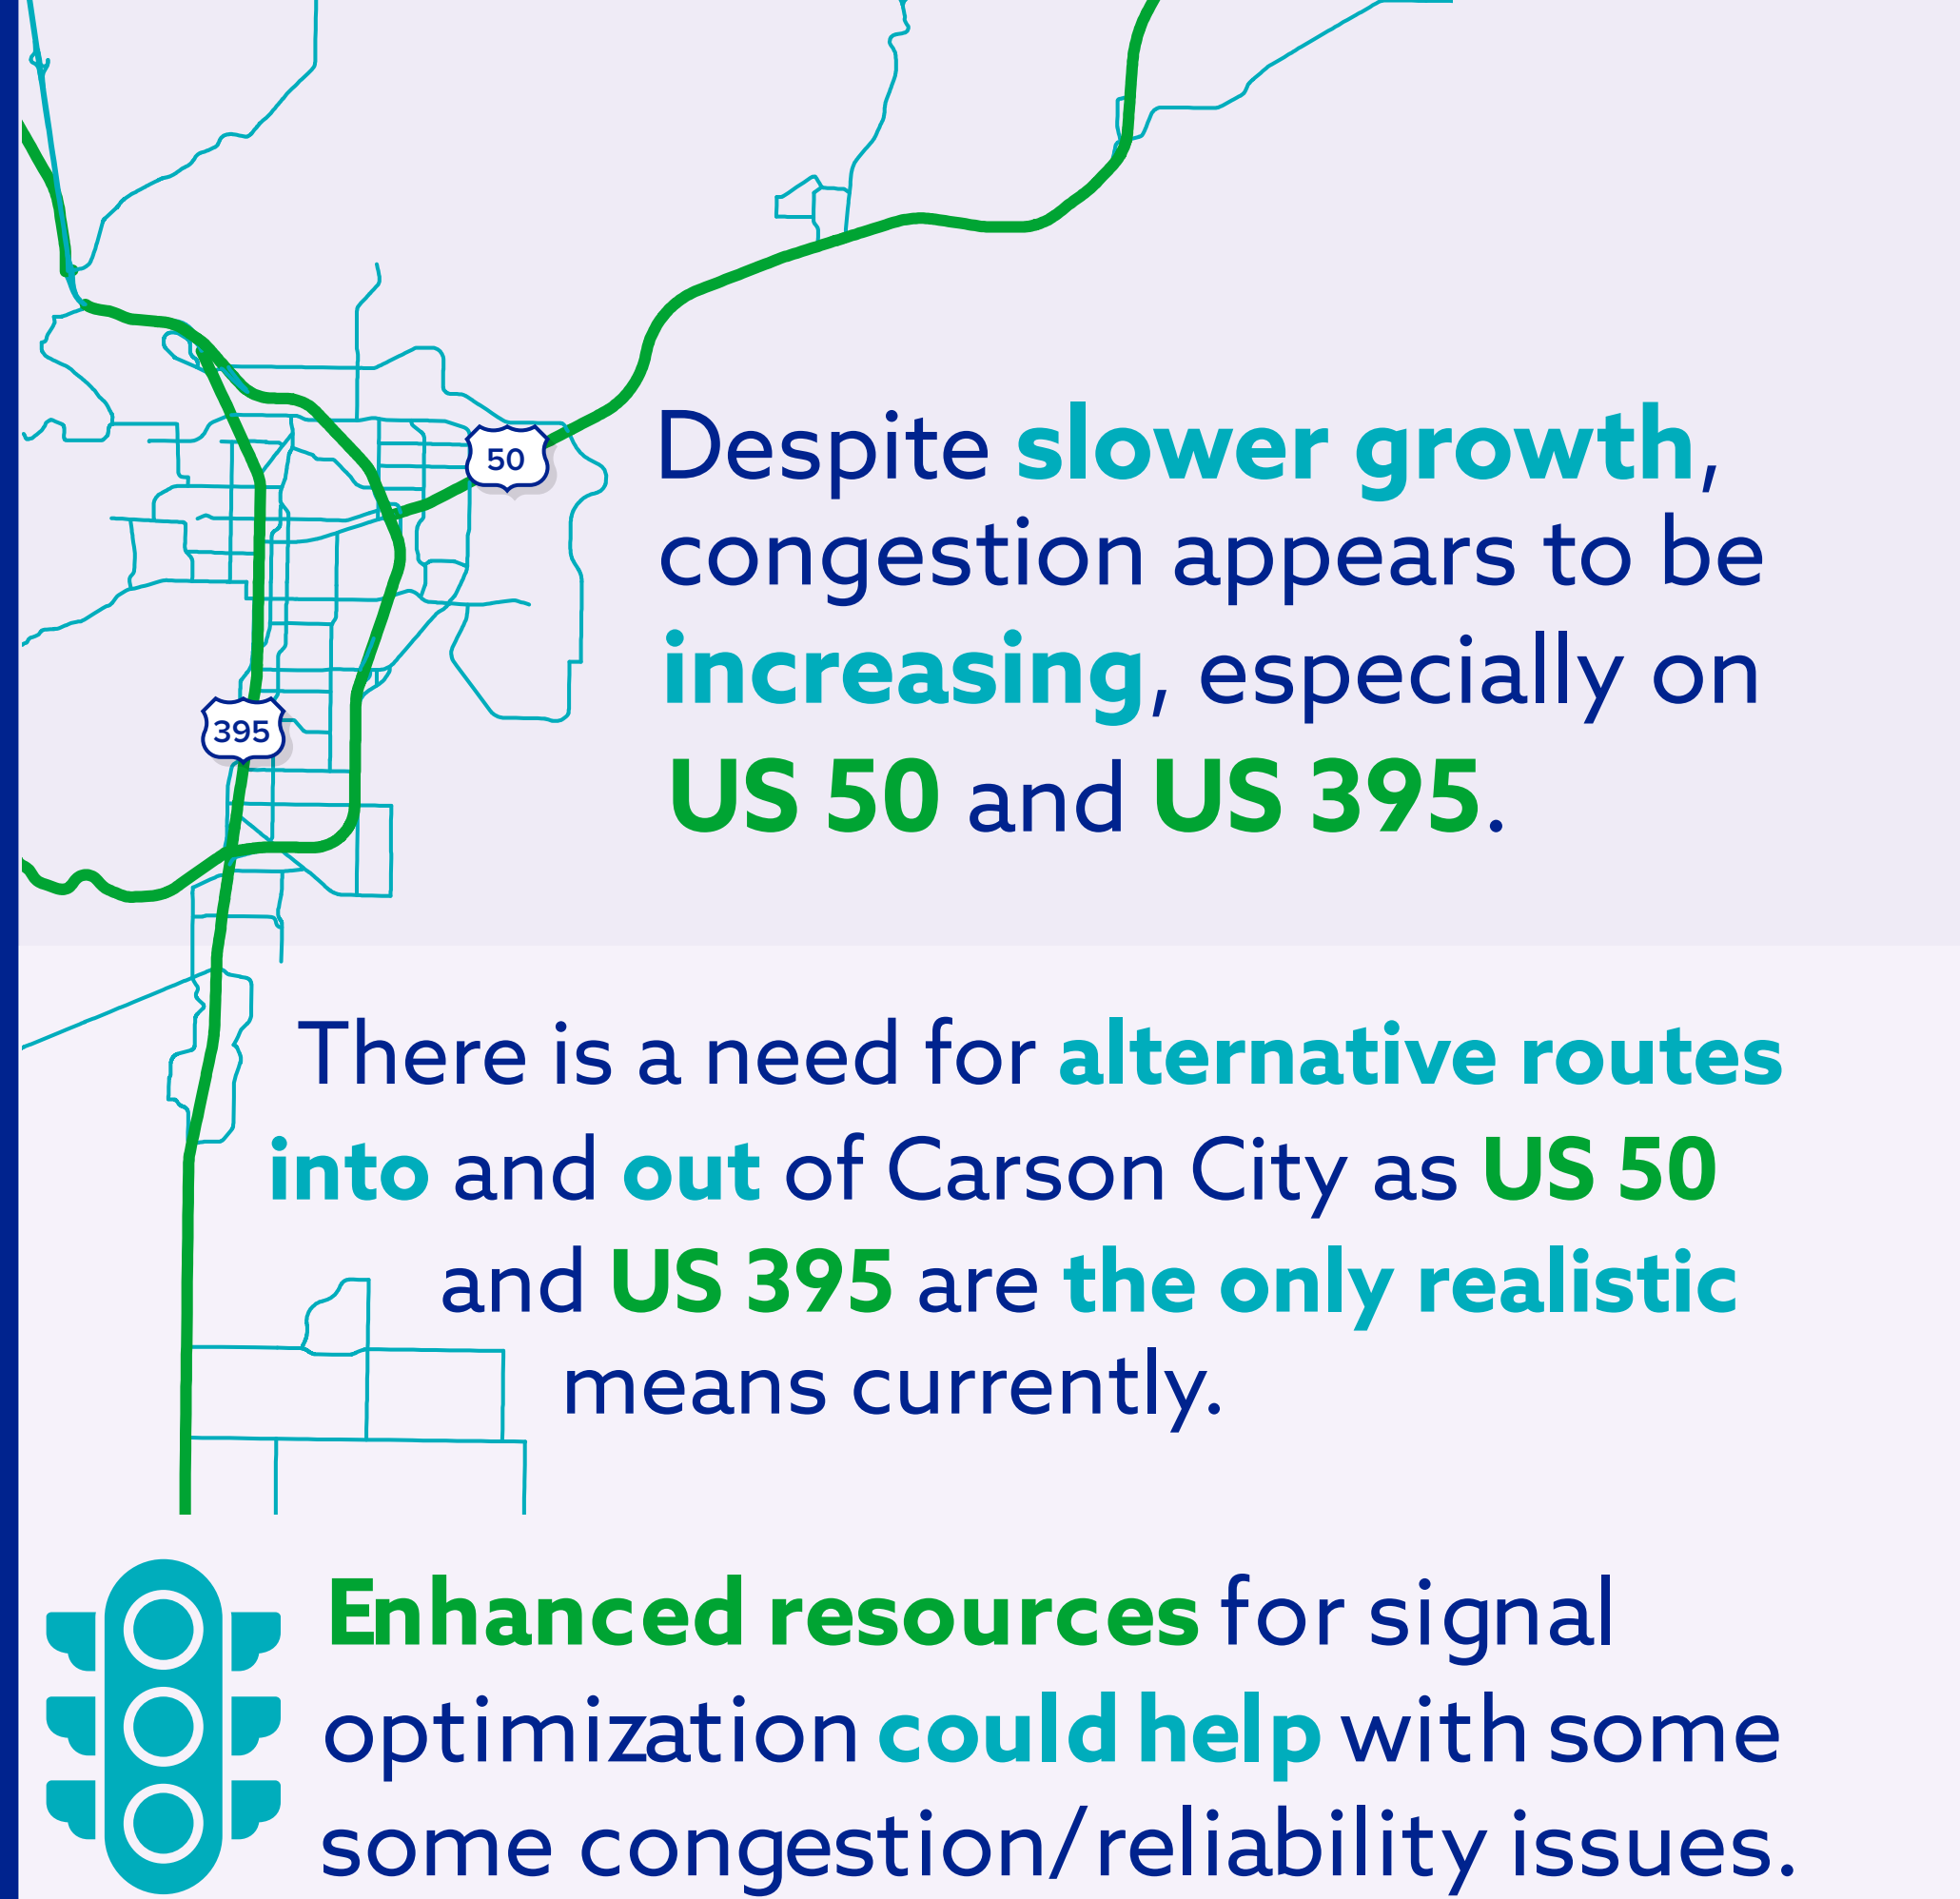 50
Despite slower growth,
congestion appears to be
increasing, especially on
395
US 50 and US 395.
There is a need for alternative routes
into and out of Carson City as US 50
and US 395 are the only realistic
means currently.
Enhanced resources for signal
optimization could help with some
some congestion/reliability issues.